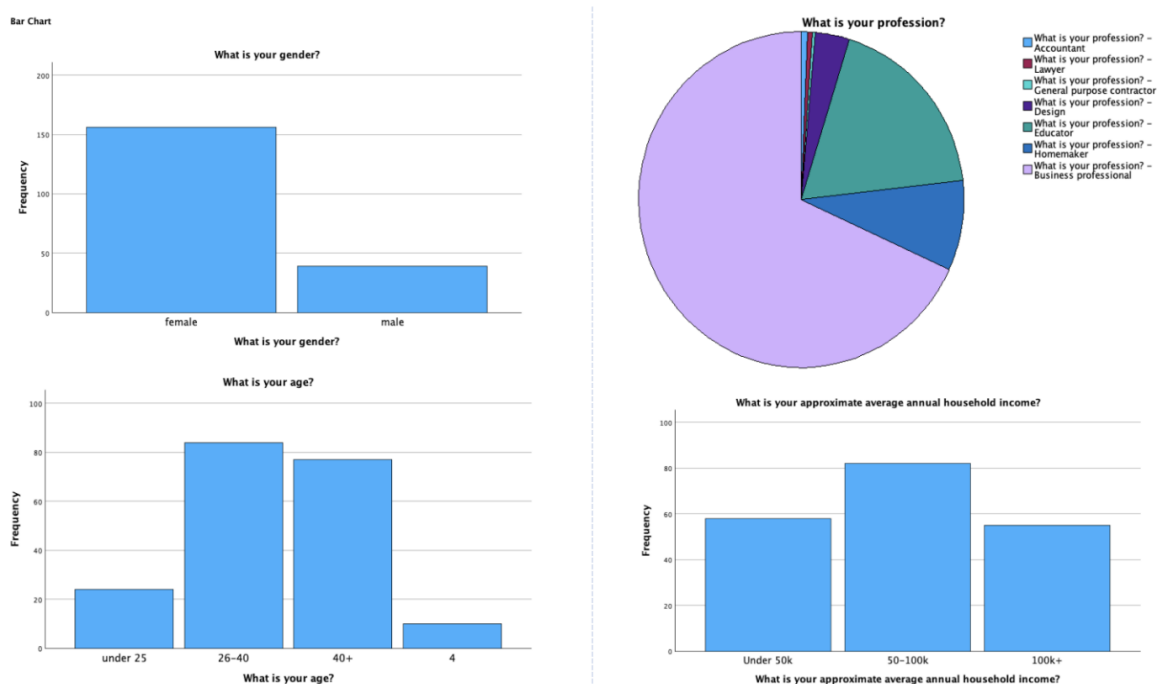 Bar Chart
What is your gender?
200
150
100
50
0
Frequency
female male
What is your gender?
What is your age?
100
80
60
40
20
0
Frequency
under 25 26-40 40+ 4
What is your age?
What is your profession?
What is your profession? -
Accountant
What is your profession? -
Lawyer
What is your profession? -
General purpose contractor
What is your profession? -
Design
What is your profession? -
Educator
What is your profession? -
Homemaker
What is your profession? -
Business professional
What is your approximate average annual household income?
100
80
60
40
20
0
Frequency
Under 50k 50-100k 100k+
What is your approximate average annual household income?